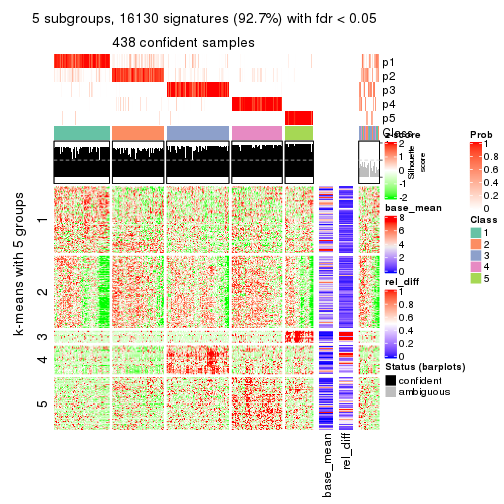 5 subgroups, 16130 signatures (92.7%) with fdr < 0.05
438 confident samples
p1
p2
p3
p4
p5
Class
Silhouette
score
k-means with 5 groups
1
2
3
4
5
base_mean
rel_diff
z-score
2
1
0
-1
-2
base_mean
8
6
4
2
0
rel_diff
1
0.8
0.6
0.4
0.2
0
Status (barplots)
confident
ambiguous
Prob
1
0.8
0.6
0.4
0.2
0
Class
1
2
3
4
5